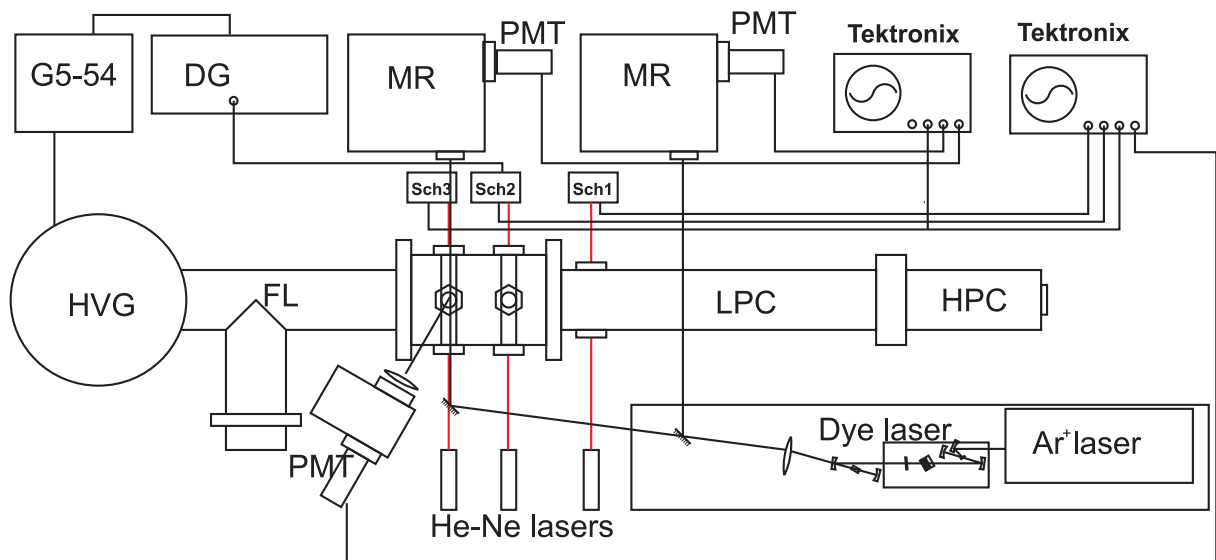 G5-54
DG
MR
PMT
MR
PMT
Tektronix
Tektronix
Sch3
Sch2
Sch1
HVG
FL
LPC
HPC
PMT
He-Ne lasers
Dye laser
Ar+ laser